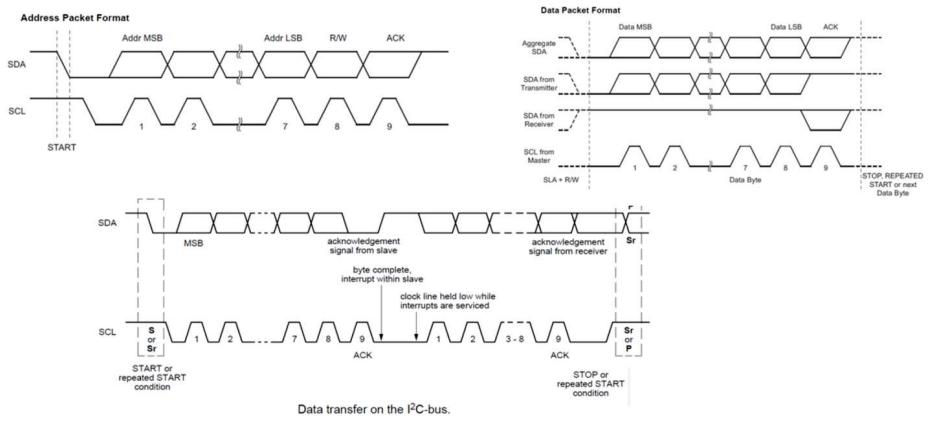 Address Packet Format
Addr MSB Addr LSB R/W ACK
SDA
SCL
1 2 7 8 9
START
Data Packet Format
Data MSB Data LSB ACK
Aggregate
SDA
SDA from
Transmitter
SDA from
Receiver
SCL from
Master
1 2 7 8 9
SLA + R/W Data Byte STOP, REPEATED
START or next
Data Byte
SDA
MSB acknowledgement
signal from slave
acknowledgement
signal from receiver
Sr
byte complete,
interrupt within slave
clock line held low while
interrupts are serviced
SCL
S
or
Sr
1 2 7 8 9 1 2 3 - 8 9
Sr
or
P
ACK ACK
START or
repeated START
condition
STOP or
repeated START
condition
Data transfer on the I²C-bus.